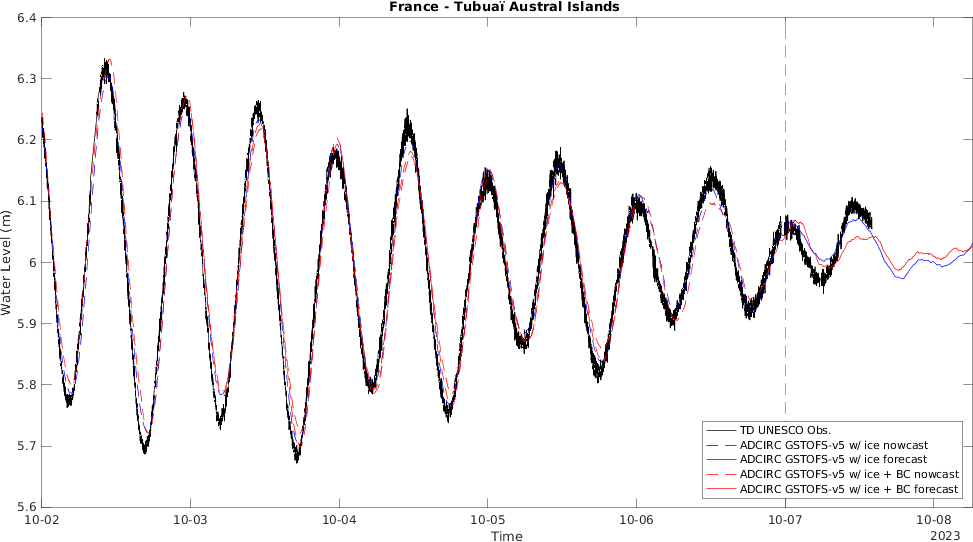 France - Tubuaï Austral Islands
6.4
6.3
6.2
6.1
6
5.9
5.8
5.7
5.6
Water Level (m)
10-02
10-03
10-04
10-05
10-06
10-07
10-08
2023
Time
TD UNESCO Obs.
ADCIRC GSTOFS-v5 w/ ice nowcast
ADCIRC GSTOFS-v5 w/ ice forecast
ADCIRC GSTOFS-v5 w/ ice + BC nowcast
ADCIRC GSTOFS-v5 w/ ice + BC forecast